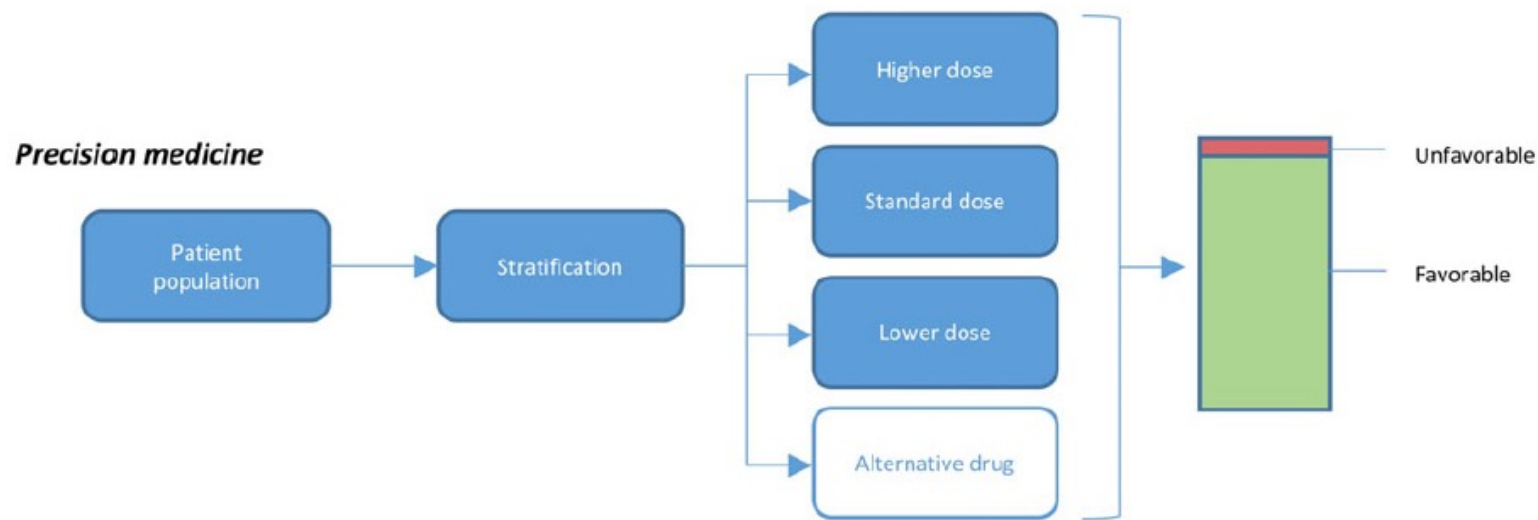 Precision medicine
Patient
population
Stratification
Higher dose
Standard dose
Lower dose
Alternative drug
Unfavorable
Favorable